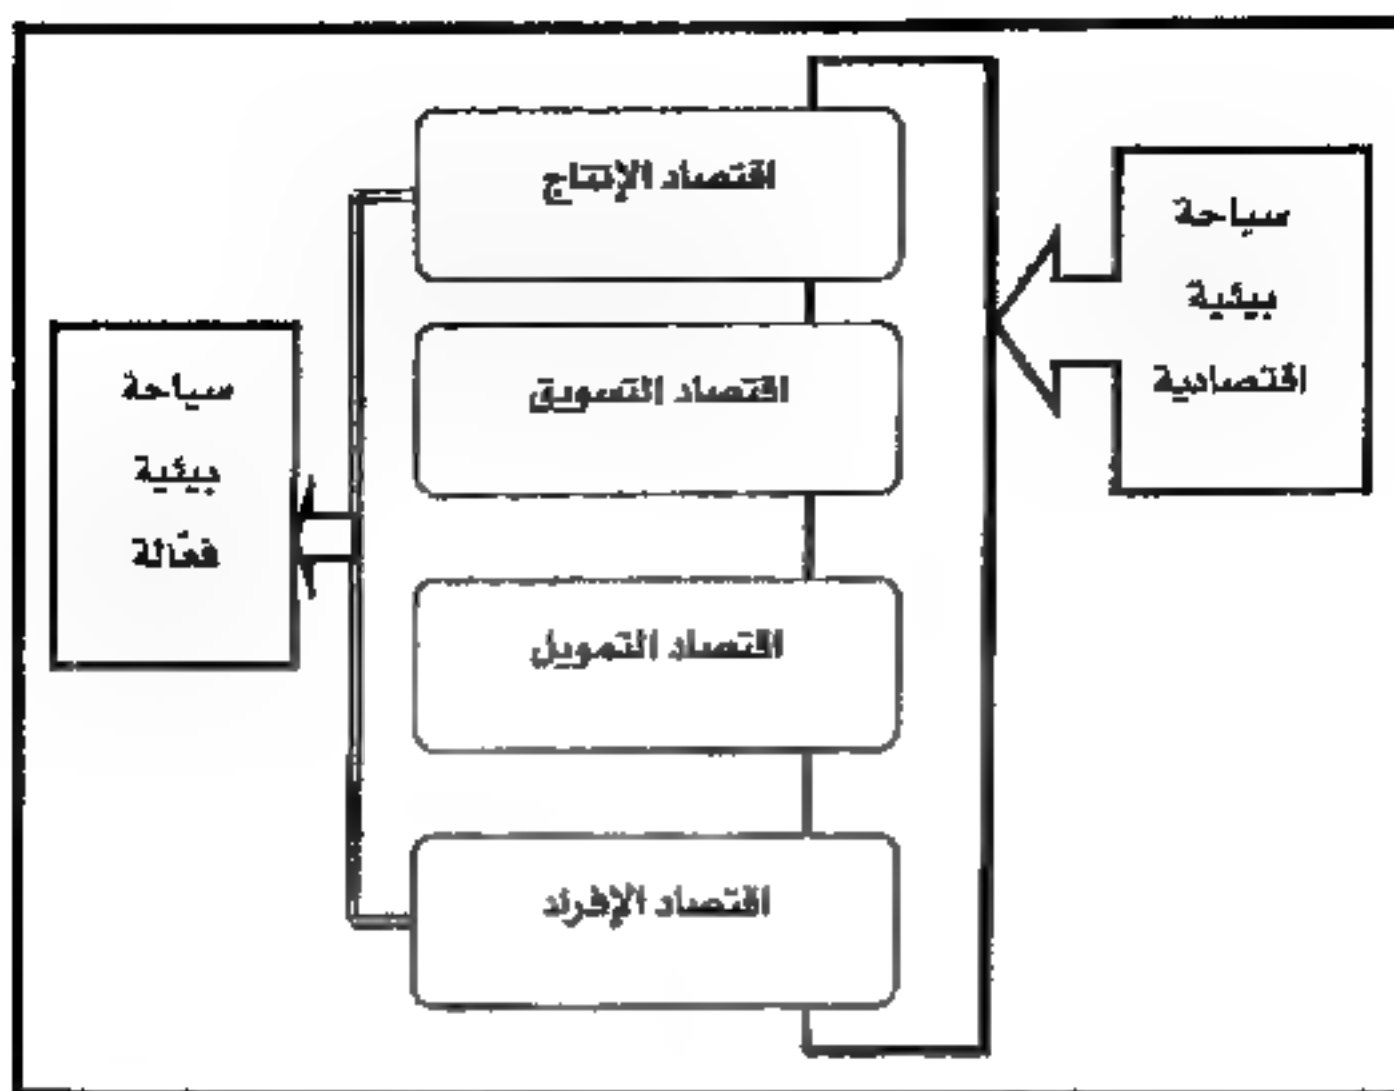 سياحة
بيئية
اقتصادية
اقتصاد الإنتاج
اقتصاد التسويق
اقتصاد التمويل
اقتصاد الإفراد
سياحة
بيئية
فعّالة